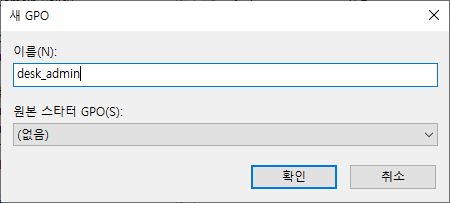 새 GPO
이름(N):
desk_admin
원본 스타터 GPO(S):
(없음)
확인
취소